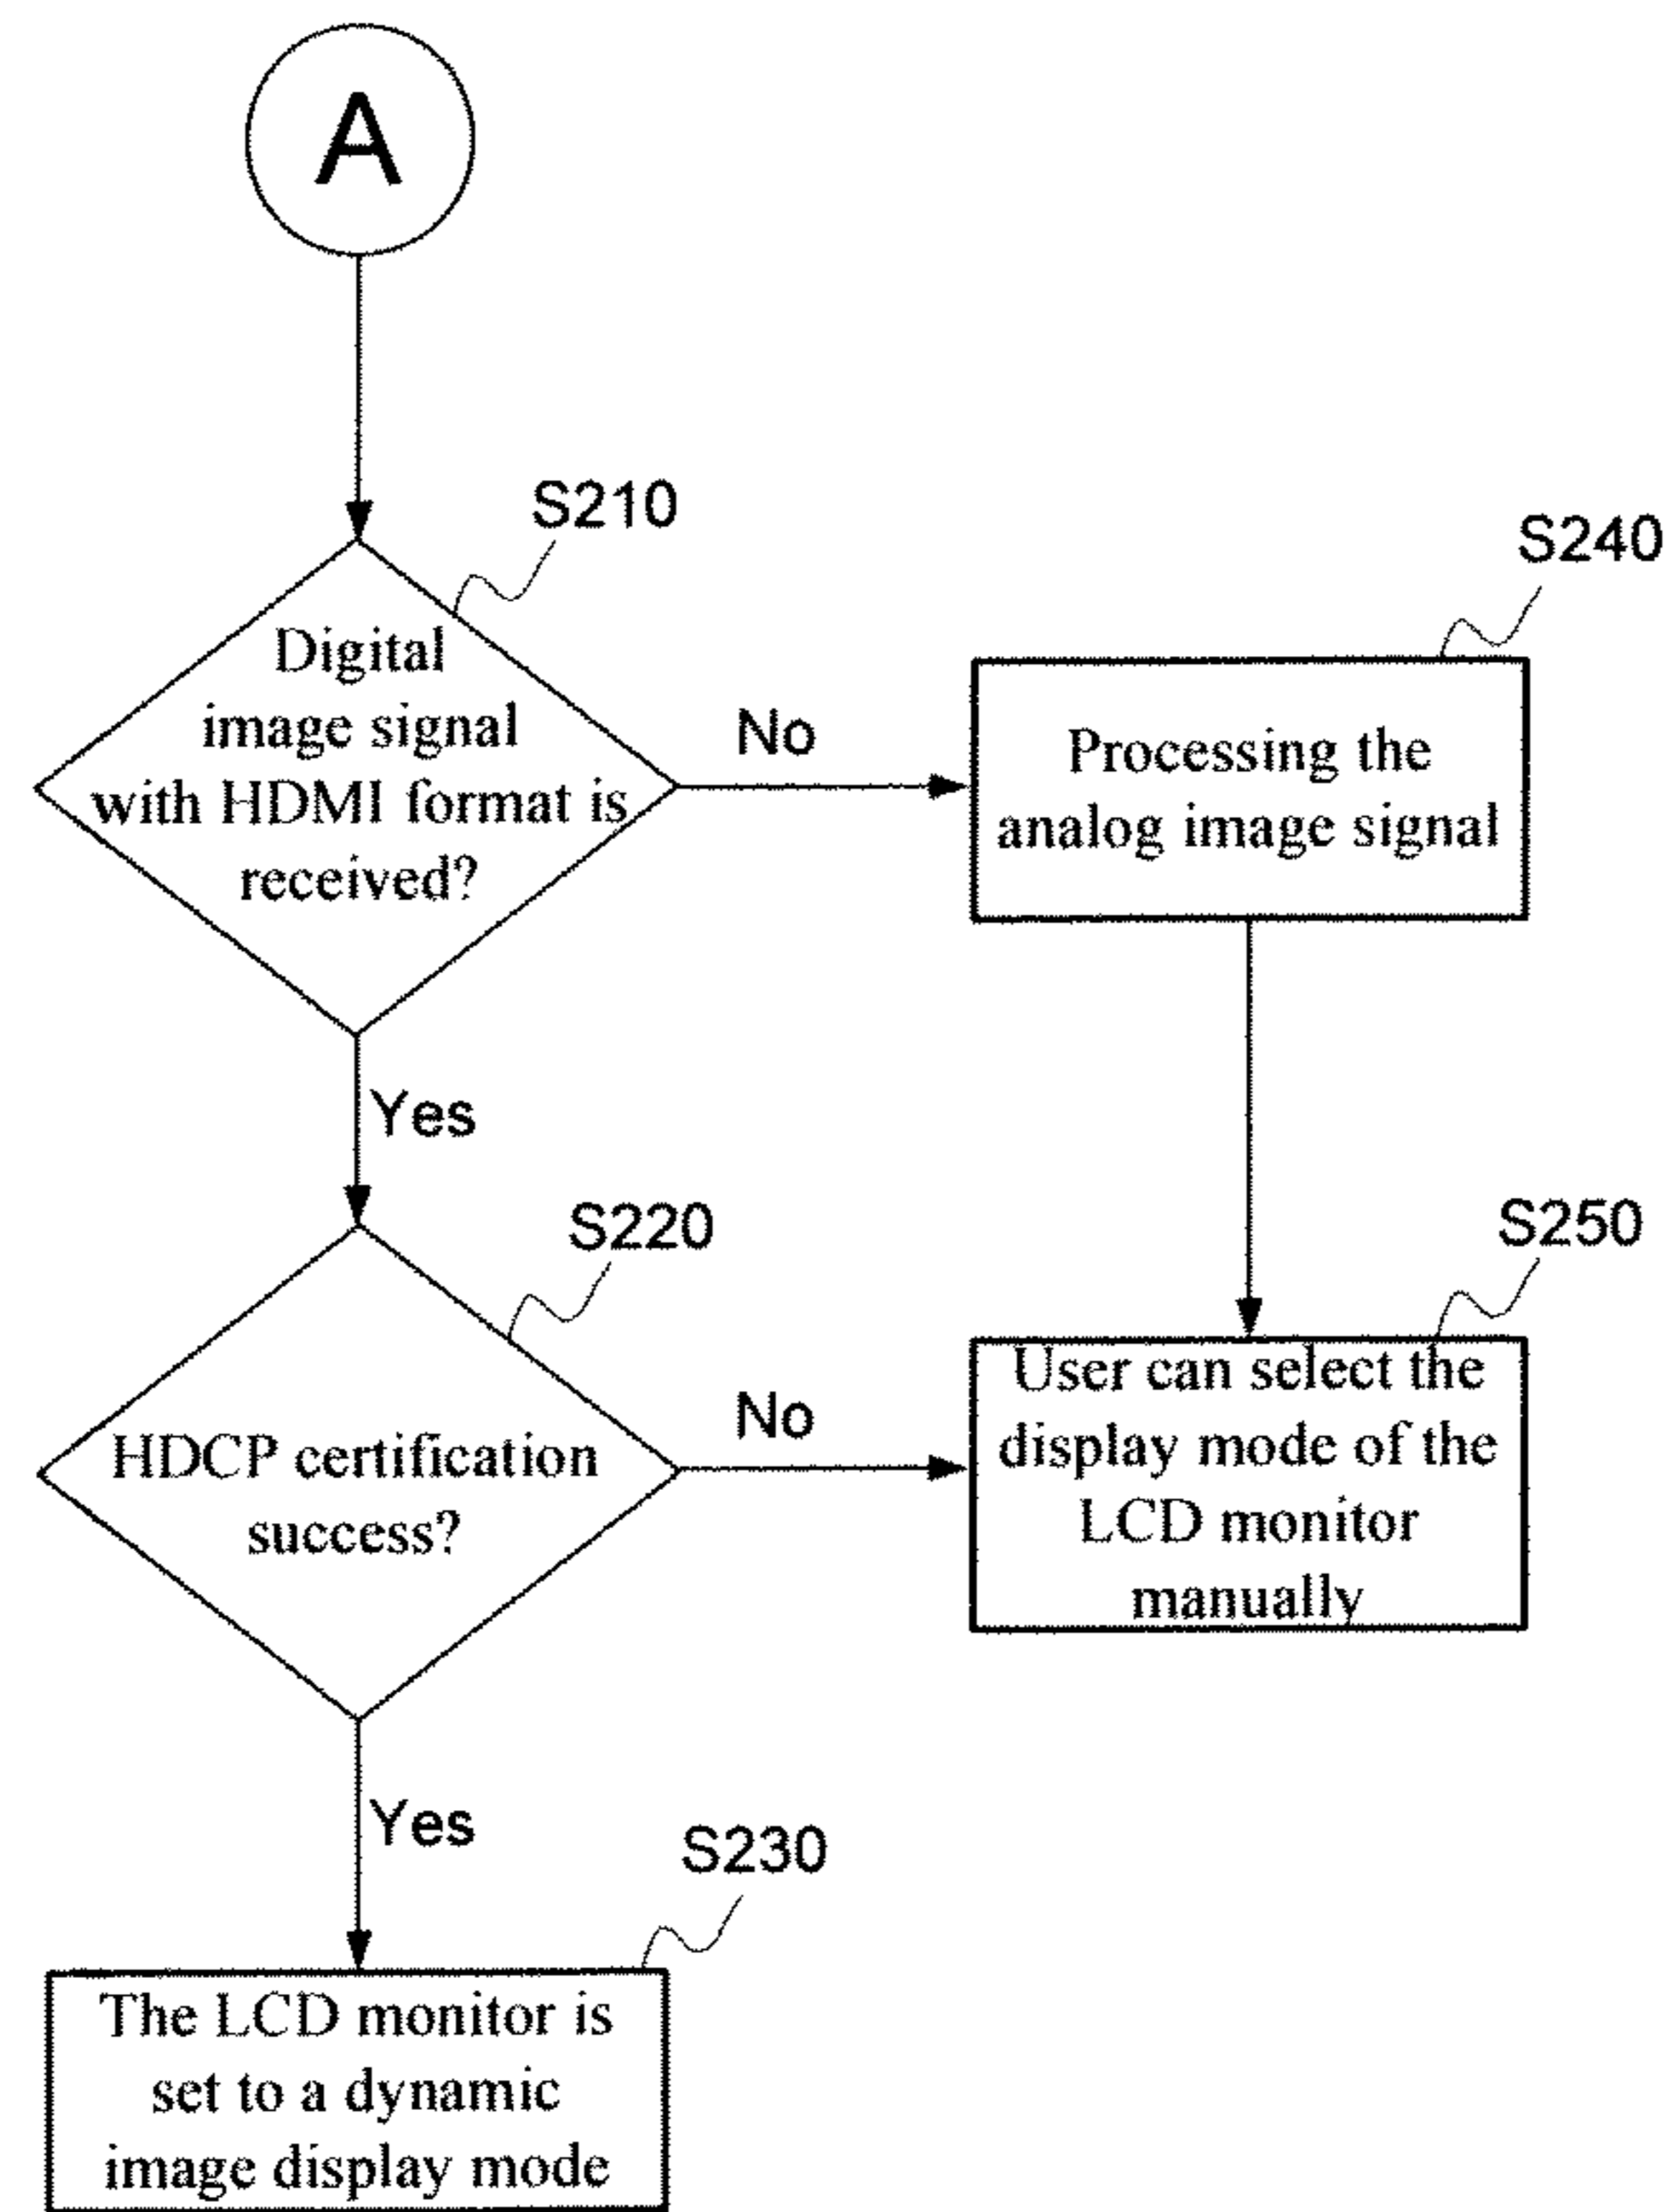 A
S210
Digital
image signal
with HDMI format is
received?
No
S240
Processing the
analog image signal
Yes
S220
HDCP certification
success?
No
S250
User can select the
display mode of the
LCD monitor
manually
Yes
S230
The LCD monitor is
set to a dynamic
image display mode